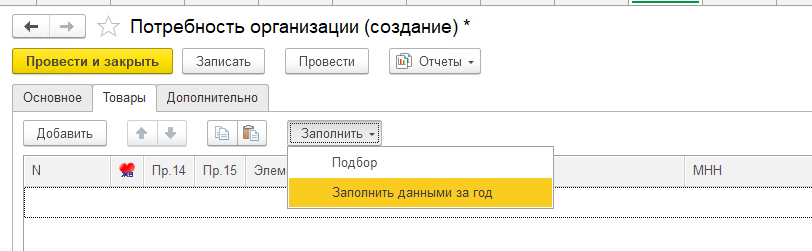 Потребность организации (создание) *
Провести и закрыть Записать Провести Отчеты
Основное Товары Дополнительно
Добавить Заполнить
Подбор
N Пр.14 Пр.15 Элем МНН
Заполнить данными за год